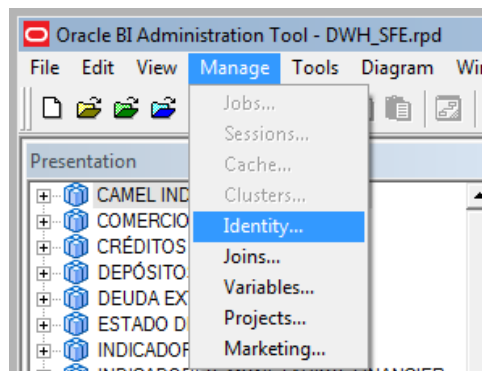 Oracle BI Administration Tool - DWH_SFE.rpd
File Edit View Manage Tools Diagram
Jobs...
Sessions...
Presentation
Cache...
CAMEL IND
Clusters...
COMERCIO
Identity...
CRÉDITOS
Joins...
DEPÓSITO
Variables...
DEUDA EX
Projects...
ESTADO D
Marketing...
INDICADOR